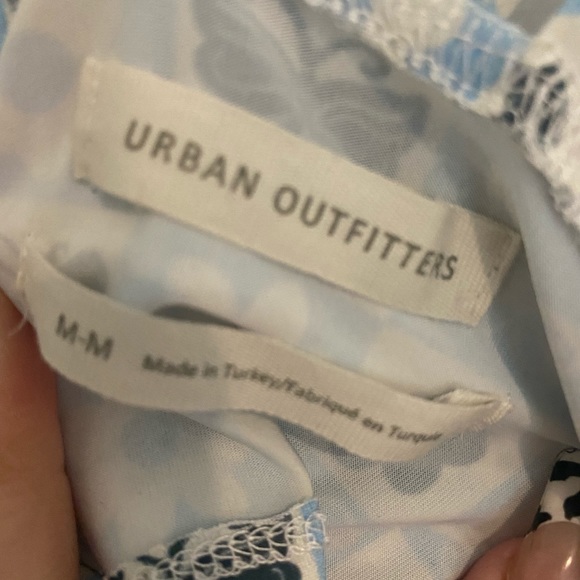 URBAN OUTFITTERS
M-M Made in Turkey/Fabriqué en Turquie